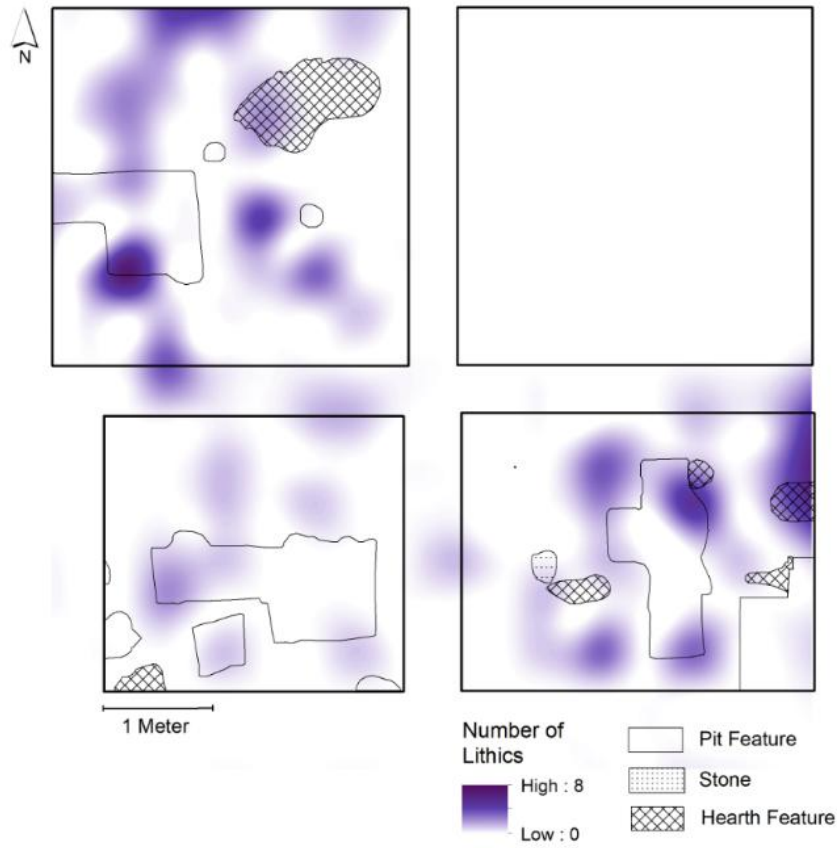 N
1 Meter
Number of
Lithics
High : 8
Low : 0
Pit Feature
Stone
Hearth Feature